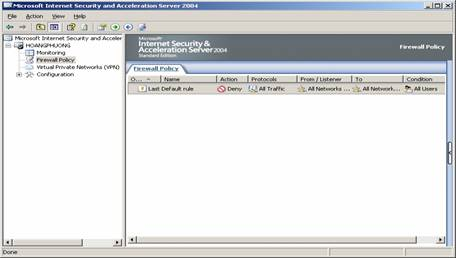 Microsoft Internet Security and Acceleration Server 2004
File Action View Help
Microsoft Internet Security and Acceler
HOANGPHUONG
Monitoring
Firewall Policy
Virtual Private Networks (VPN)
Configuration
Microsoft
Internet Security &
Acceleration Server 2004
Standard Edition
Firewall Policy
Firewall Policy
O... Name Action Protocols From / Listener To Condition
Last Default rule Deny All Traffic All Networks ... All Network... All Users
Done